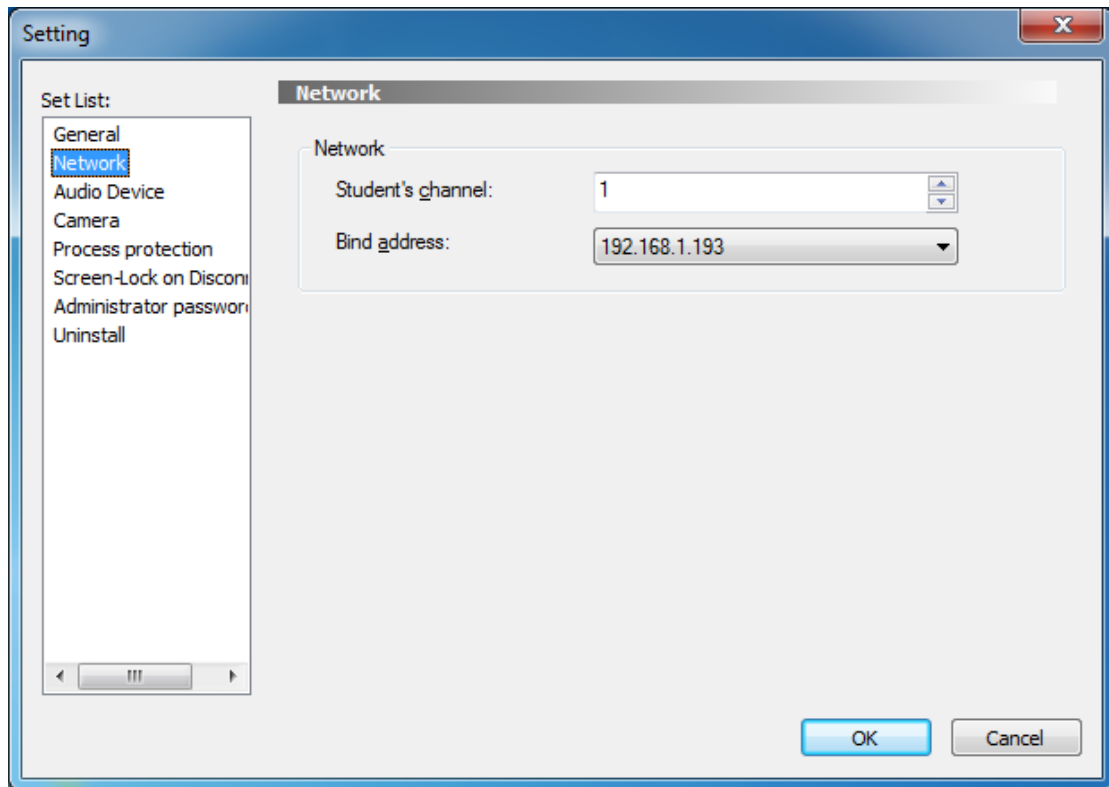 Setting
Set List:
General
Network
Audio Device
Camera
Process protection
Screen-Lock on Disconn
Administrator passwor
Uninstall
Network
Network
Student's channel:
1
Bind address:
192.168.1.193
OK
Cancel